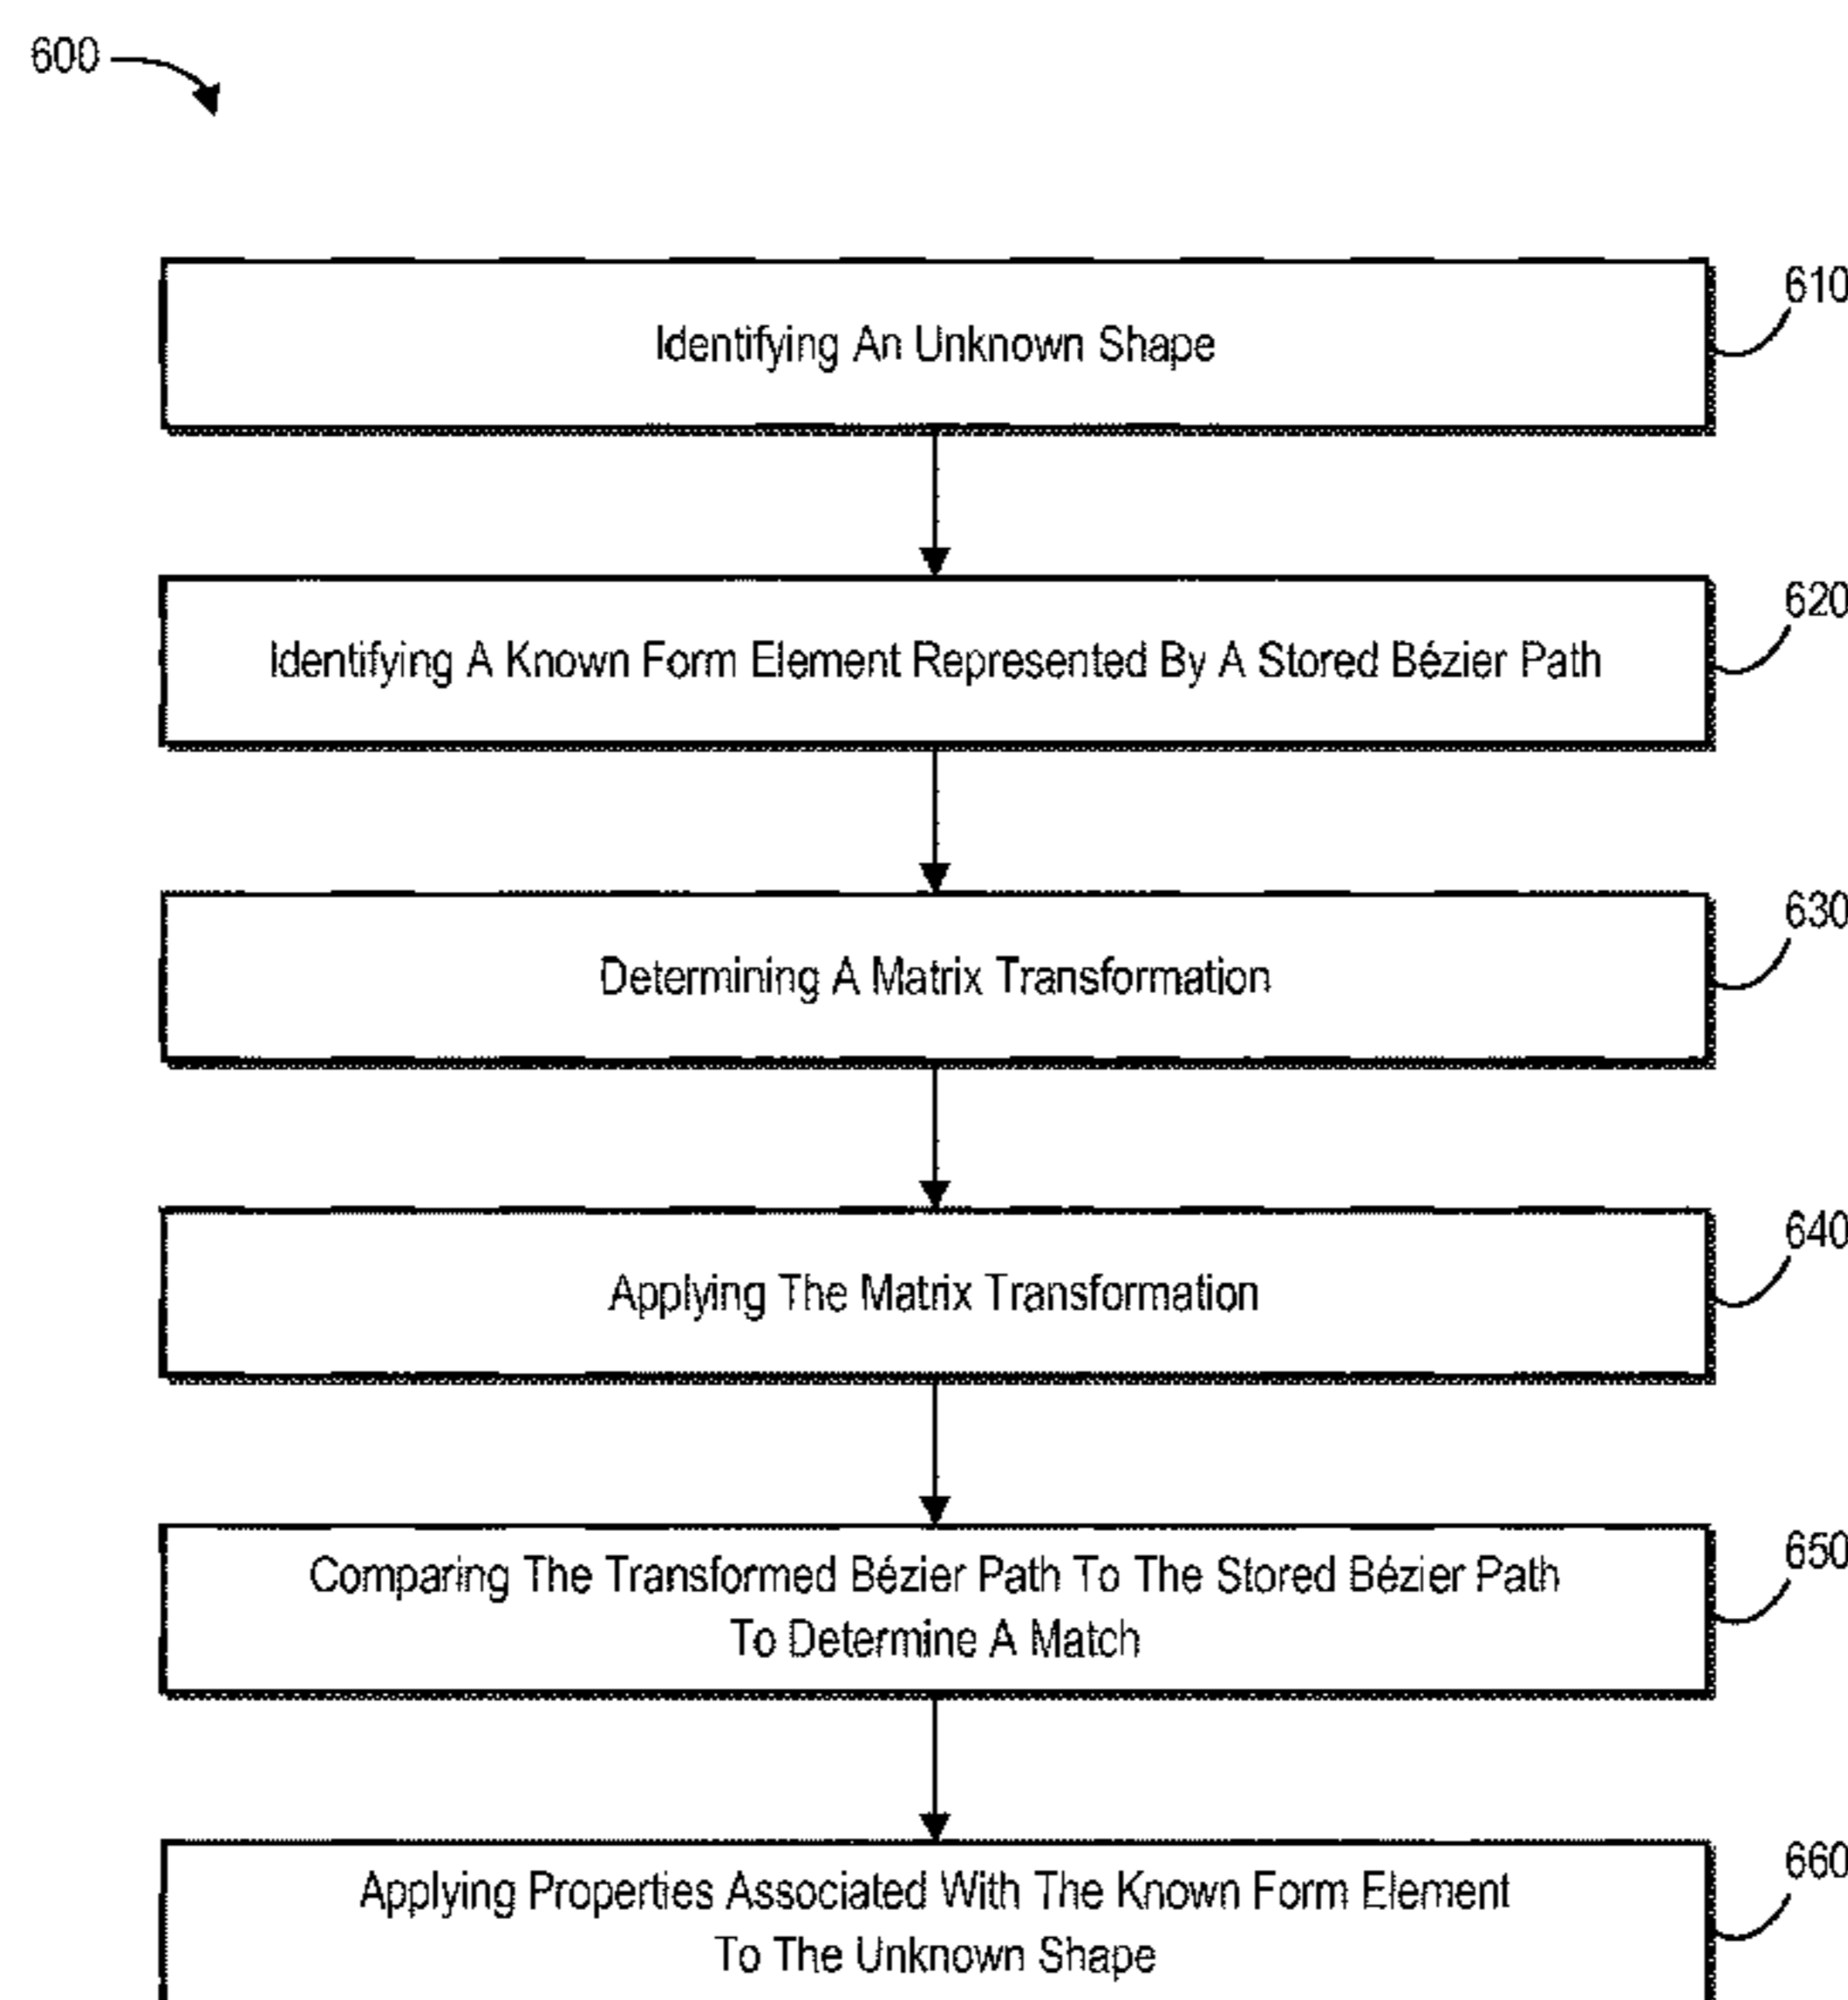 600
610
Identifying An Unknown Shape
620
Identifying A Known Form Element Represented By A Stored Bézier Path
630
Determining A Matrix Transformation
640
Applying The Matrix Transformation
650
Comparing The Transformed Bézier Path To The Stored Bézier Path
To Determine A Match
660
Applying Properties Associated With The Known Form Element
To The Unknown Shape